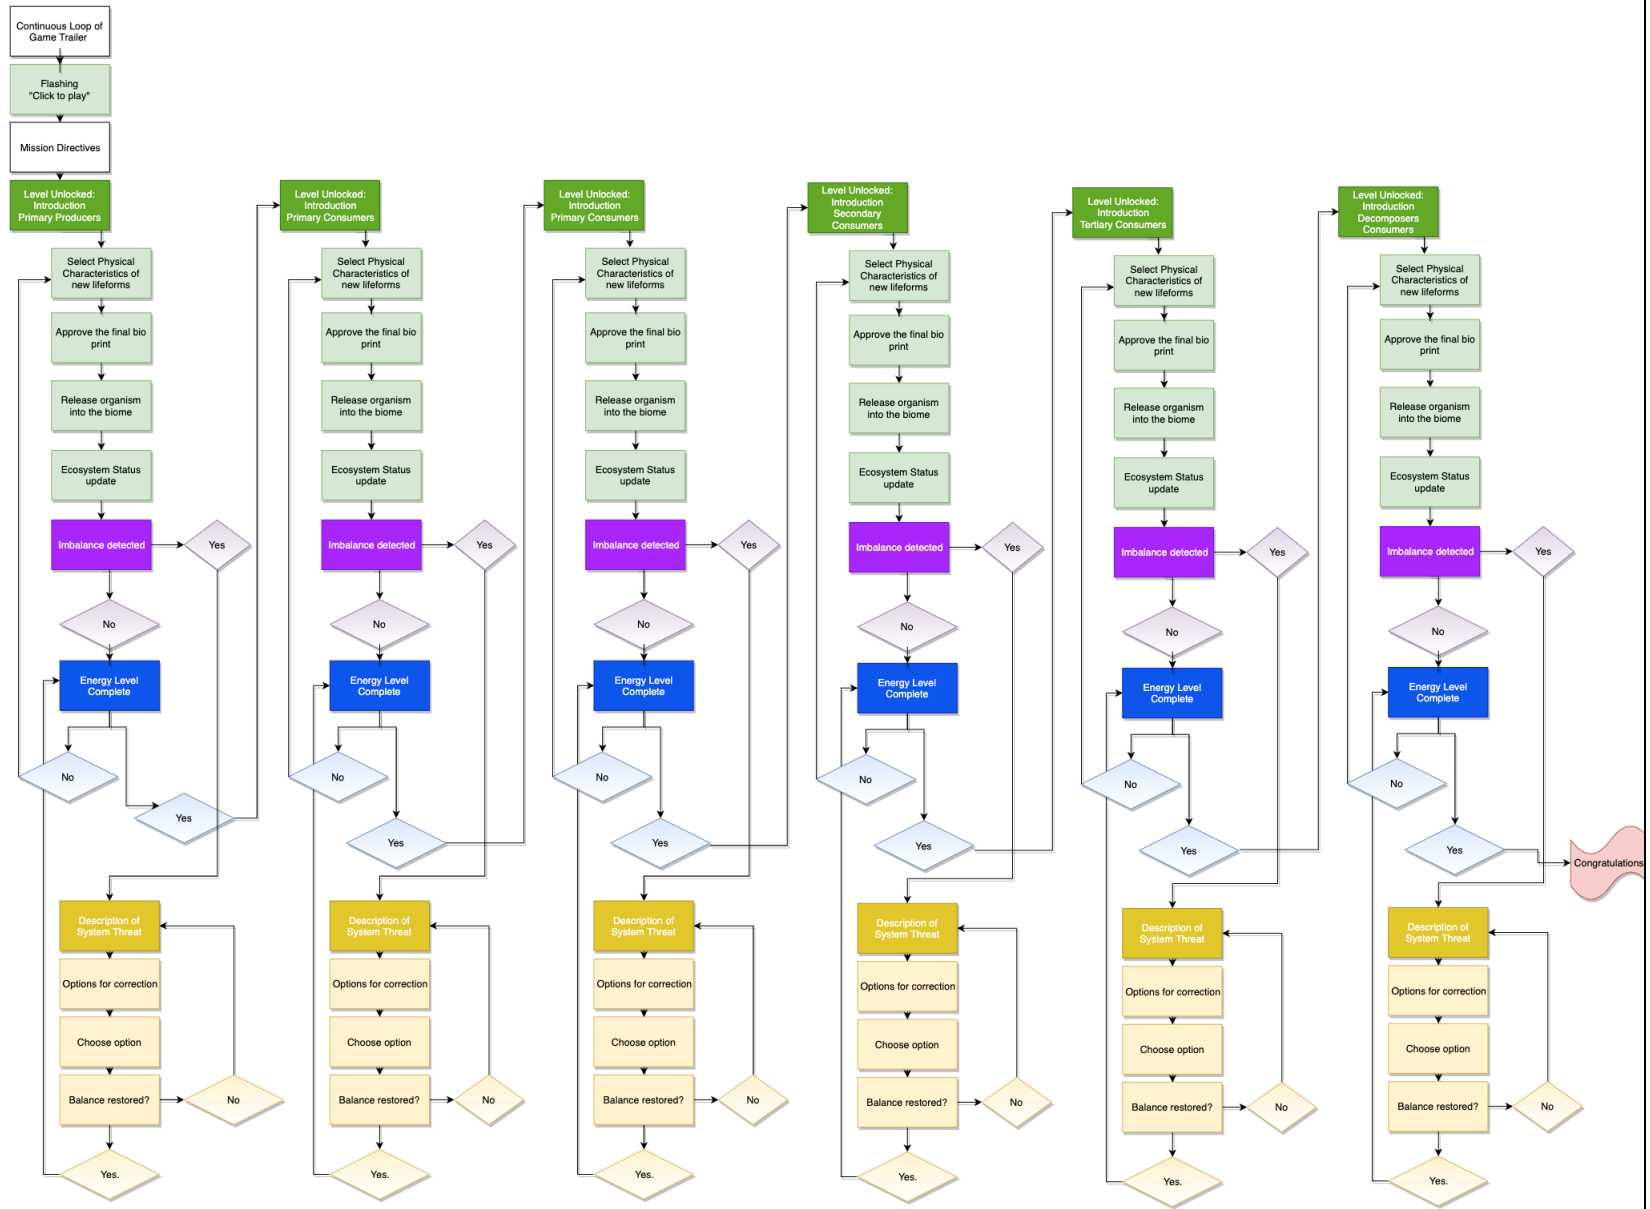 Continuous Loop of
Game Trailer
Flashing
"Click to play"
Mission Directives
Level Unlocked:
Introduction
Primary Producers
Select Physical
Characteristics of
new lifeforms
Approve the final bio
print
Release organism
into the biome
Ecosystem Status
update
Imbalance detected
Yes
No
Energy Level
Complete
No
Yes
Description of
System Threat
Options for correction
Choose option
Balance restored?
No
Yes.
Level Unlocked:
Introduction
Primary Consumers
Select Physical
Characteristics of
new lifeforms
Approve the final bio
print
Release organism
into the biome
Ecosystem Status
update
Imbalance detected
Yes
No
Energy Level
Complete
No
Yes
Description of
System Threat
Options for correction
Choose option
Balance restored?
No
Yes.
Level Unlocked:
Introduction
Primary Consumers
Select Physical
Characteristics of
new lifeforms
Approve the final bio
print
Release organism
into the biome
Ecosystem Status
update
Imbalance detected
Yes
No
Energy Level
Complete
No
Yes
Description of
System Threat
Options for correction
Choose option
Balance restored?
No
Yes.
Level Unlocked:
Introduction
Secondary
Consumers
Select Physical
Characteristics of
new lifeforms
Approve the final bio
print
Release organism
into the biome
Ecosystem Status
update
Imbalance detected
Yes
No
Energy Level
Complete
No
Yes
Description of
System Threat
Options for correction
Choose option
Balance restored?
No
Yes.
Level Unlocked:
Introduction
Tertiary Consumers
Select Physical
Characteristics of
new lifeforms
Approve the final bio
print
Release organism
into the biome
Ecosystem Status
update
Imbalance detected
Yes
No
Energy Level
Complete
No
Yes
Description of
System Threat
Options for correction
Choose option
Balance restored?
No
Yes.
Level Unlocked:
Introduction
Decomposers
Consumers
Select Physical
Characteristics of
new lifeforms
Approve the final bio
print
Release organism
into the biome
Ecosystem Status
update
Imbalance detected
Yes
No
Energy Level
Complete
No
Yes
Congratulations
Description of
System Threat
Options for correction
Choose option
Balance restored?
No
Yes.